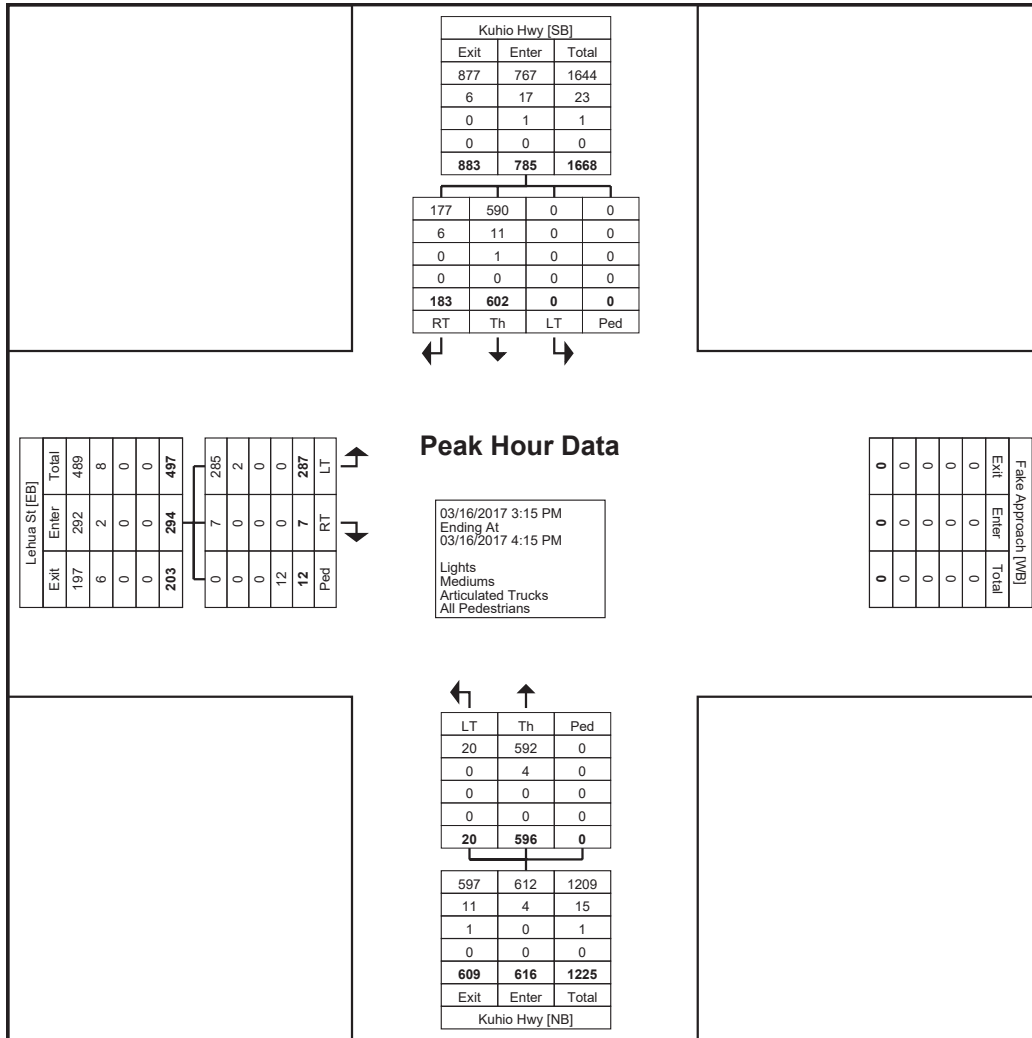 Kuhio Hwy [SB]
Exit Enter Total
877 767 1644
6 17 23
0 1 1
0 0 0
883 785 1668
177 590 0 0
6 11 0 0
0 1 0 0
0 0 0 0
183 602 0 0
RT Th LT Ped
Lehua St [EB]
Total 489 8 0 0 497
Enter 292 2 0 0 294
Exit 197 6 0 0 203
285 2 0 0 287 LT
7 0 0 0 7 RT
0 0 0 12 12 Ped
Peak Hour Data
03/16/2017 3:15 PM
Ending At
03/16/2017 4:15 PM
Lights
Mediums
Articulated Trucks
All Pedestrians
Fake Approach [WB]
Exit Enter Total
0 0 0
0 0 0
0 0 0
0 0 0
0 0 0
LT Th Ped
20 592 0
0 4 0
0 0 0
0 0 0
20 596 0
597 612 1209
11 4 15
1 0 1
0 0 0
609 616 1225
Exit Enter Total
Kuhio Hwy [NB]